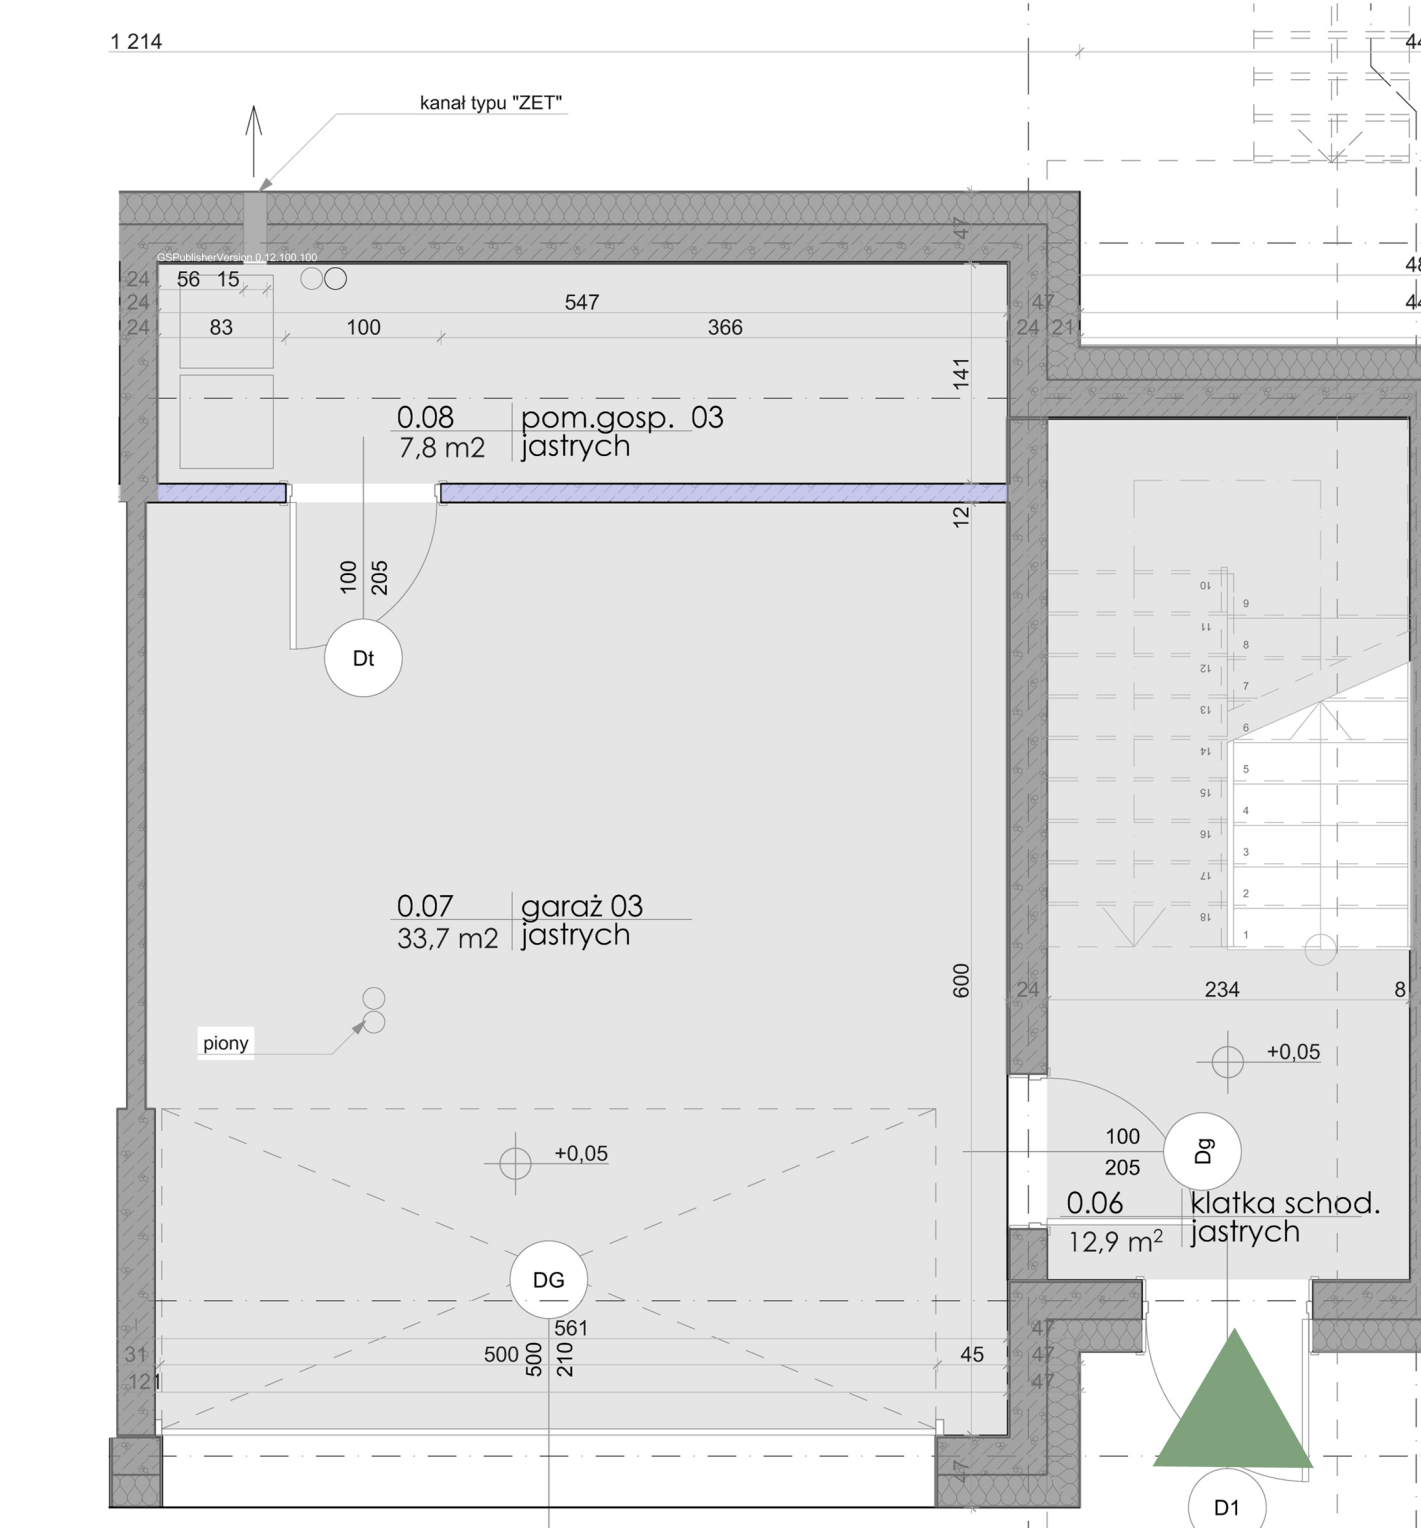 1 214
44
kanał typu "ZET"
47
GSPublisherVersion 0.12.100.100
24 56 15
48
24 547 47
44
24 83 100 366 24 21
141
0.08 pom.gosp. 03
7,8 m2 jastrych
12
100 205
Dt
10 9
11 8
12 7
13 6
14 5
15 4
16 3
17 2
18 1
0.07 garaż 03
33,7 m2 jastrych
600
24 234 8
piony
+0,05
+0,05
100
205
Dg
0.06 klatka schod.
12,9 m² jastrych
DG
561 47
31 500 500 210 45 47
121 47
47
D1